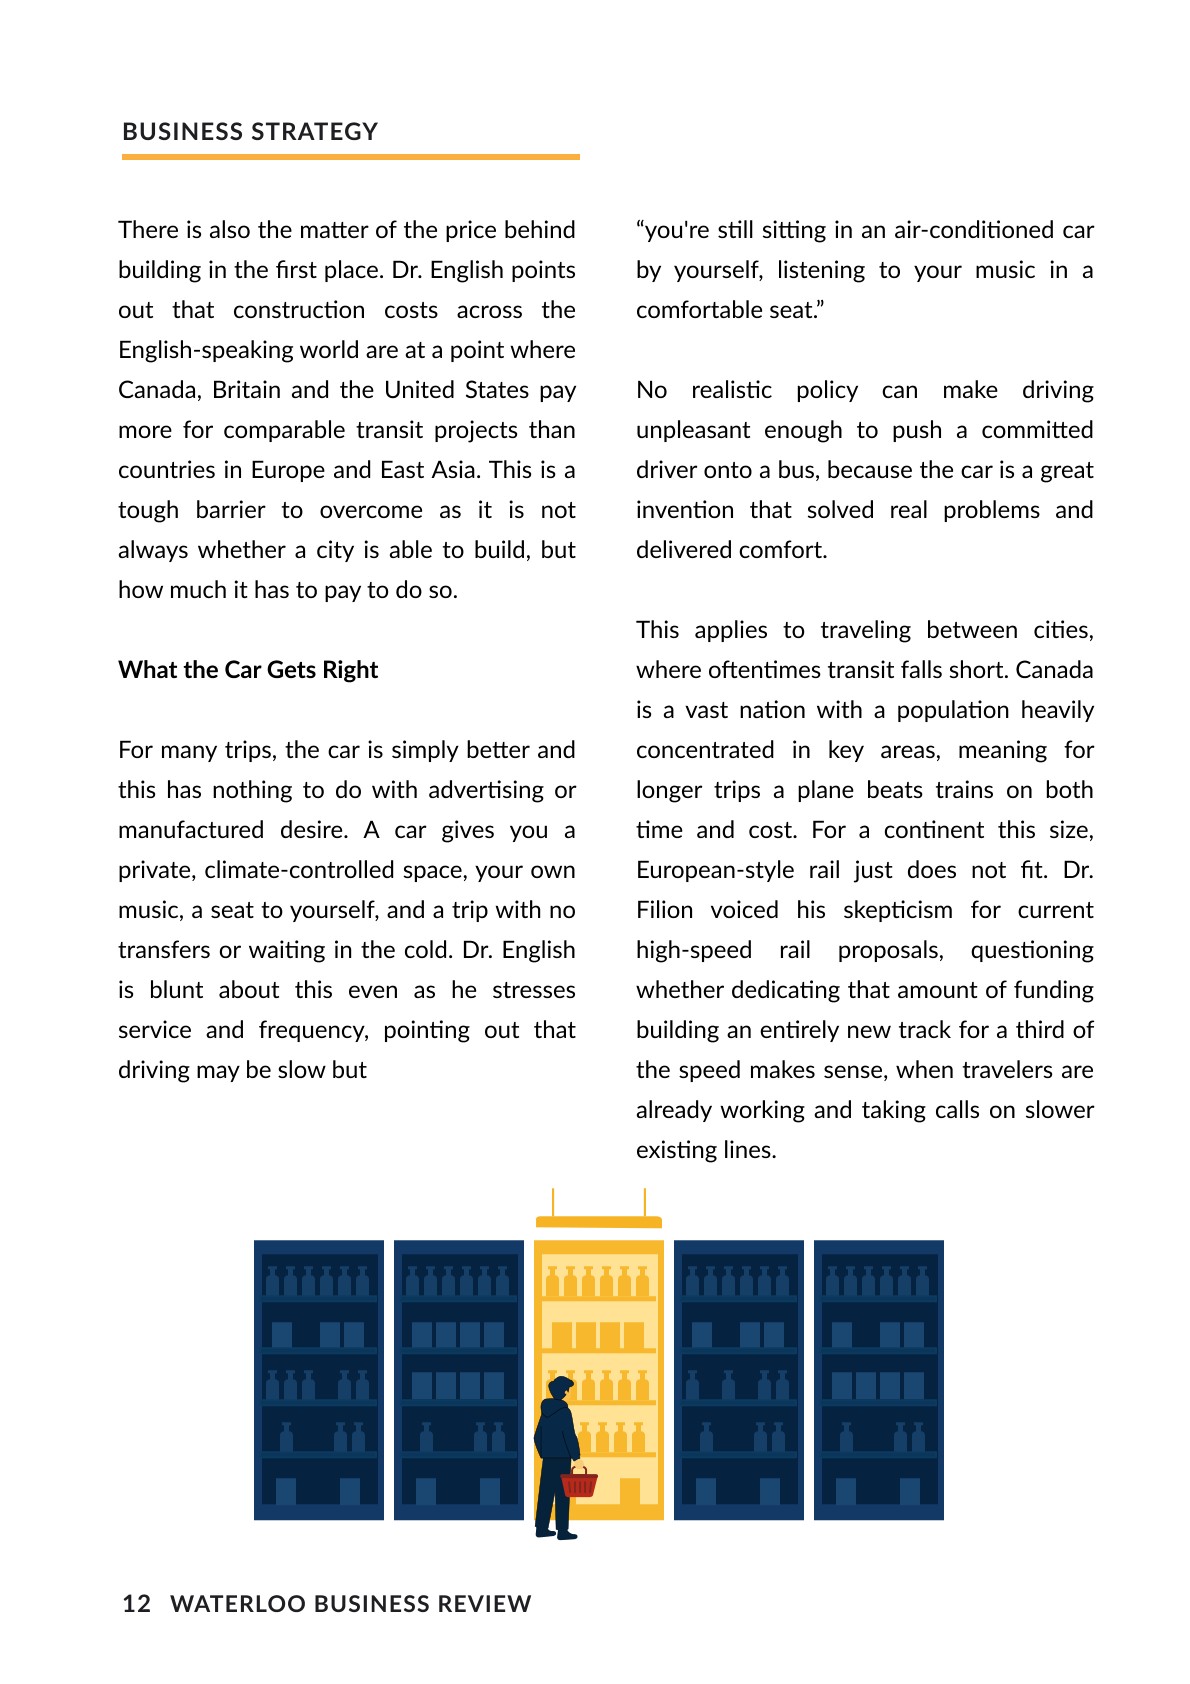 BUSINESS STRATEGY
There is also the matter of the price behind
building in the first place. Dr. English points
out that construction costs across the
English-speaking world are at a point where
Canada, Britain and the United States pay
more for comparable transit projects than
countries in Europe and East Asia. This is a
tough barrier to overcome as it is not
always whether a city is able to build, but
how much it has to pay to do so.
What the Car Gets Right
For many trips, the car is simply better and
this has nothing to do with advertising or
manufactured desire. A car gives you a
private, climate-controlled space, your own
music, a seat to yourself, and a trip with no
transfers or waiting in the cold. Dr. English
is blunt about this even as he stresses
service and frequency, pointing out that
driving may be slow but
“you're still sitting in an air-conditioned car
by yourself, listening to your music in a
comfortable seat.”
No realistic policy can make driving
unpleasant enough to push a committed
driver onto a bus, because the car is a great
invention that solved real problems and
delivered comfort.
This applies to traveling between cities,
where oftentimes transit falls short. Canada
is a vast nation with a population heavily
concentrated in key areas, meaning for
longer trips a plane beats trains on both
time and cost. For a continent this size,
European-style rail just does not fit. Dr.
Filion voiced his skepticism for current
high-speed rail proposals, questioning
whether dedicating that amount of funding
building an entirely new track for a third of
the speed makes sense, when travelers are
already working and taking calls on slower
existing lines.
12 WATERLOO BUSINESS REVIEW